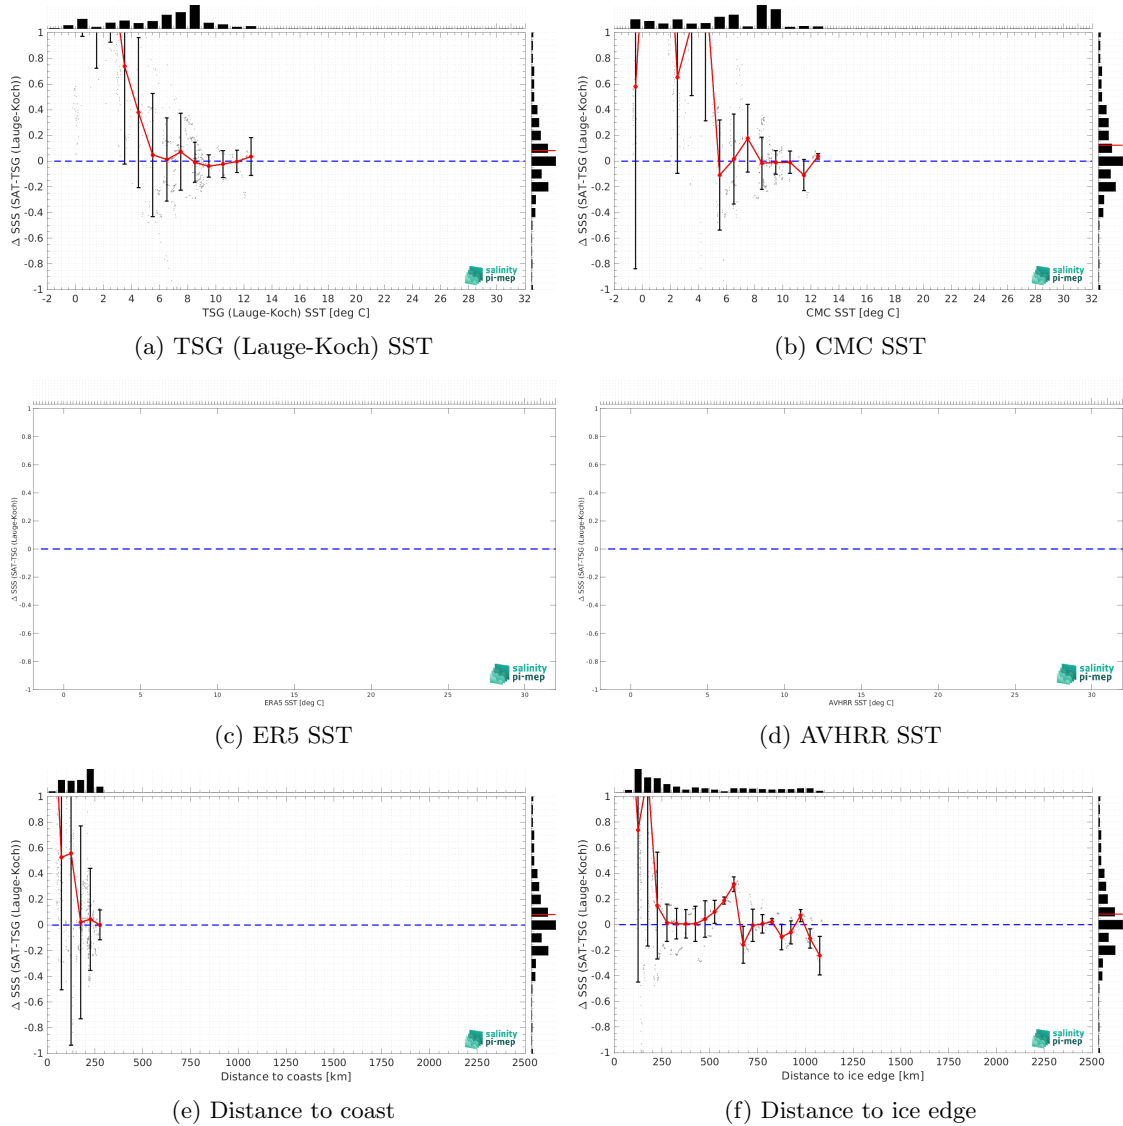 1
0.8
0.6
0.4
0.2
0
-0.2
-0.4
-0.6
-0.8
-1
Δ SSS (SAT-TSG (Lauge-Koch))
salinity
pi-mep
-2 0 2 4 6 8 10 12 14 16 18 20 22 24 26 28 30 32
TSG (Lauge-Koch) SST [deg C]
(a) TSG (Lauge-Koch) SST
1
0.8
0.6
0.4
0.2
0
-0.2
-0.4
-0.6
-0.8
-1
Δ SSS (SAT-TSG (Lauge-Koch))
salinity
pi-mep
-2 0 2 4 6 8 10 12 14 16 18 20 22 24 26 28 30 32
CMC SST [deg C]
(b) CMC SST
1
0.8
0.6
0.4
0.2
0
-0.2
-0.4
-0.6
-0.8
-1
Δ SSS (SAT-TSG (Lauge-Koch))
salinity
pi-mep
0 5 10 15 20 25 30
ERA5 SST [deg C]
(c) ER5 SST
1
0.8
0.6
0.4
0.2
0
-0.2
-0.4
-0.6
-0.8
-1
Δ SSS (SAT-TSG (Lauge-Koch))
salinity
pi-mep
0 5 10 15 20 25 30
AVHRR SST [deg C]
(d) AVHRR SST
1
0.8
0.6
0.4
0.2
0
-0.2
-0.4
-0.6
-0.8
-1
Δ SSS (SAT-TSG (Lauge-Koch))
salinity
pi-mep
0 250 500 750 1000 1250 1500 1750 2000 2250 2500
Distance to coasts [km]
(e) Distance to coast
1
0.8
0.6
0.4
0.2
0
-0.2
-0.4
-0.6
-0.8
-1
Δ SSS (SAT-TSG (Lauge-Koch))
salinity
pi-mep
0 250 500 750 1000 1250 1500 1750 2000 2250 2500
Distance to ice edge [km]
(f) Distance to ice edge